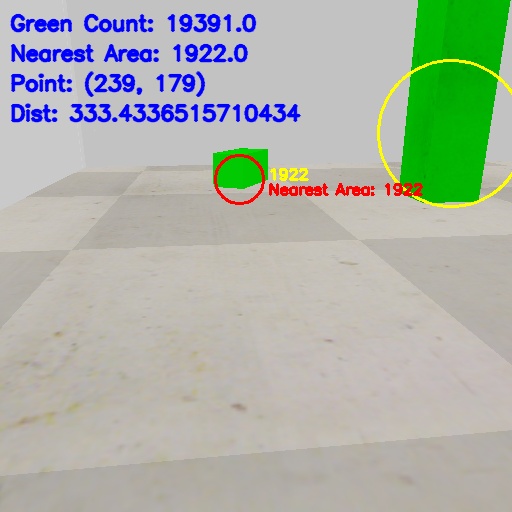 Green Count: 19391.0
Nearest Area: 1922.0
Point: (239, 179)
Dist: 333.4336515710434
1922
Nearest Area: 1922